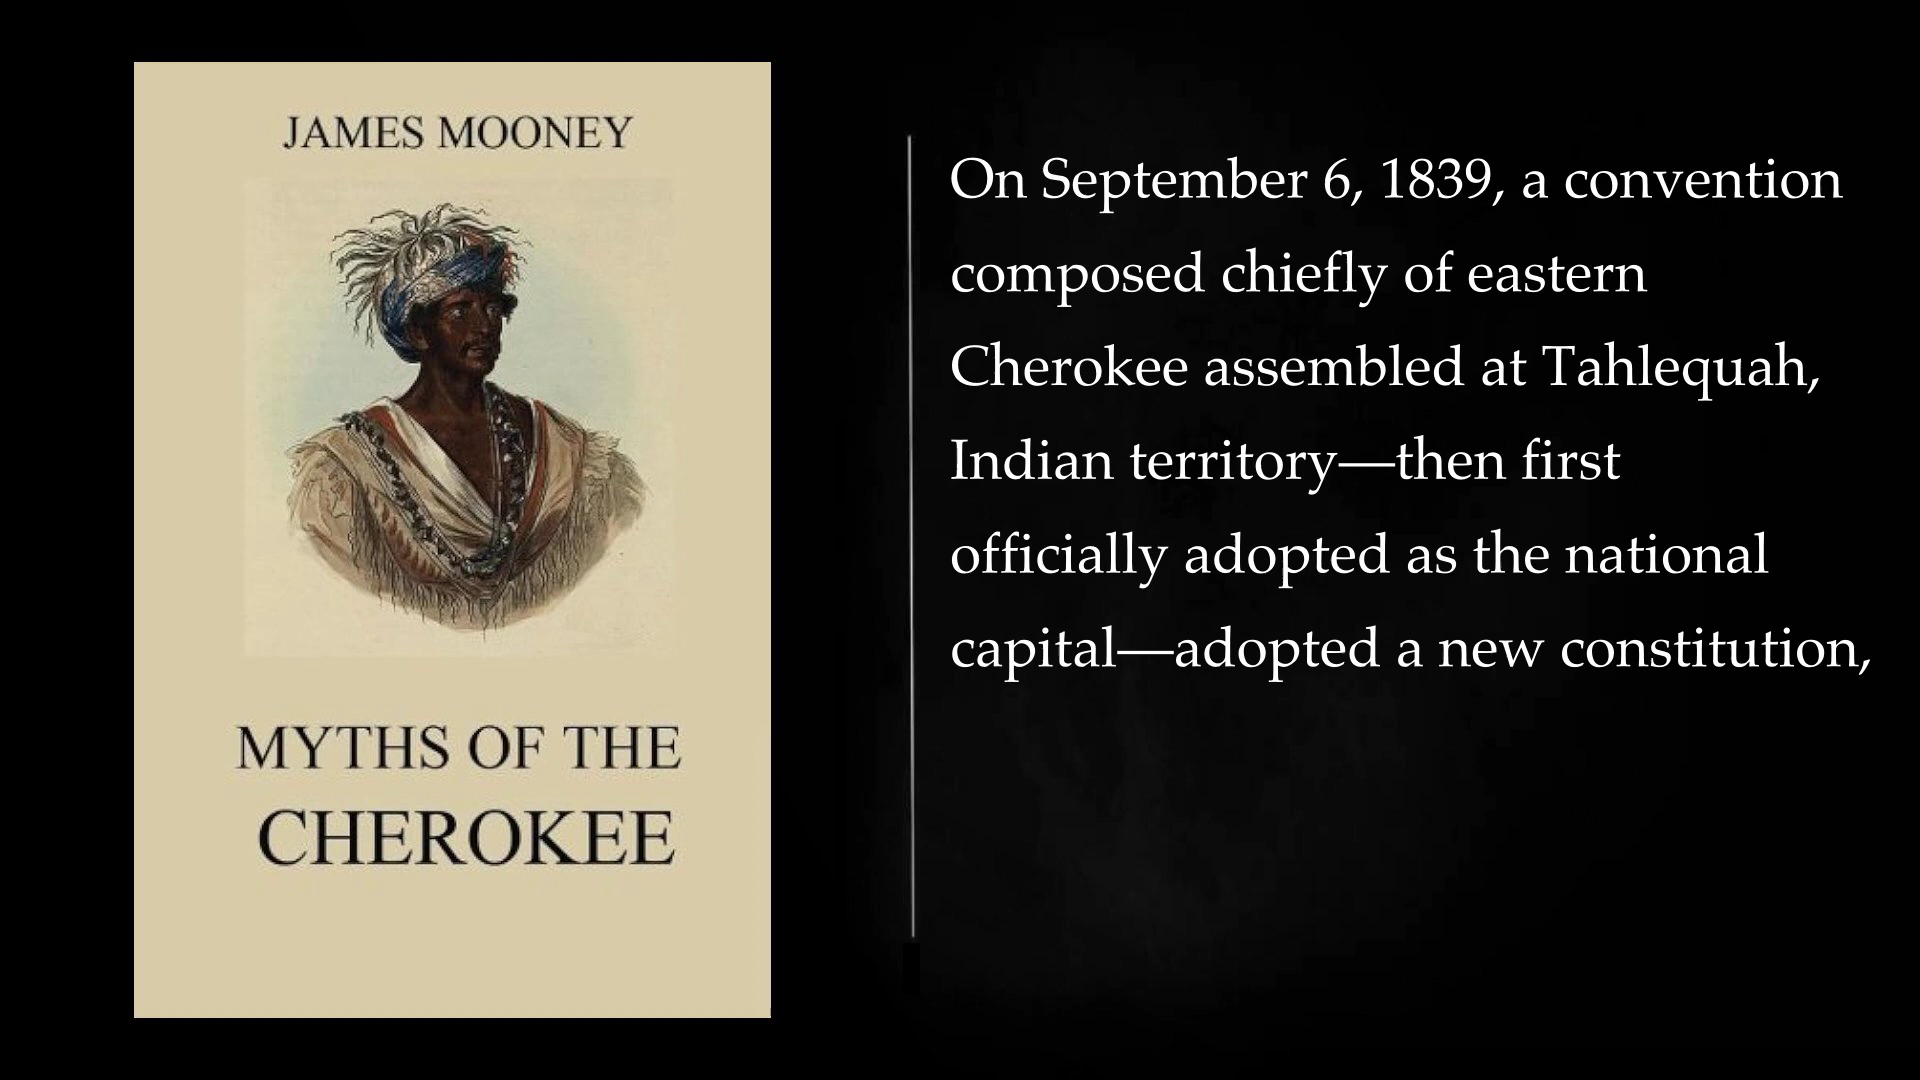 JAMES MOONEY
MYTHS OF THE
CHEROKEE
On September 6, 1839, a convention
composed chiefly of eastern
Cherokee assembled at Tahlequah,
Indian territory—then first
officially adopted as the national
capital—adopted a new constitution,